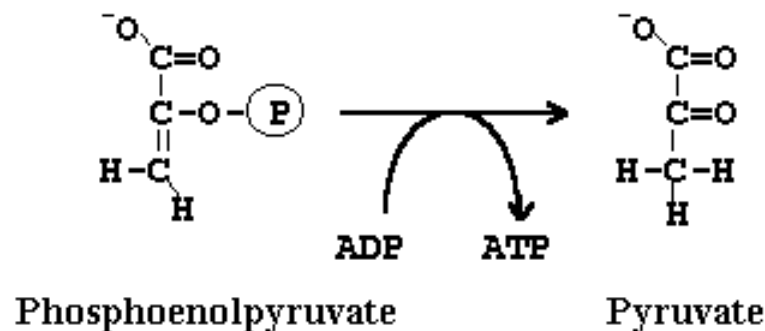 ⁻O ⁻O
C=O C=O
C–O–P C=O
H–C H–C–H
H H
ADP ATP
Phosphoenolpyruvate Pyruvate